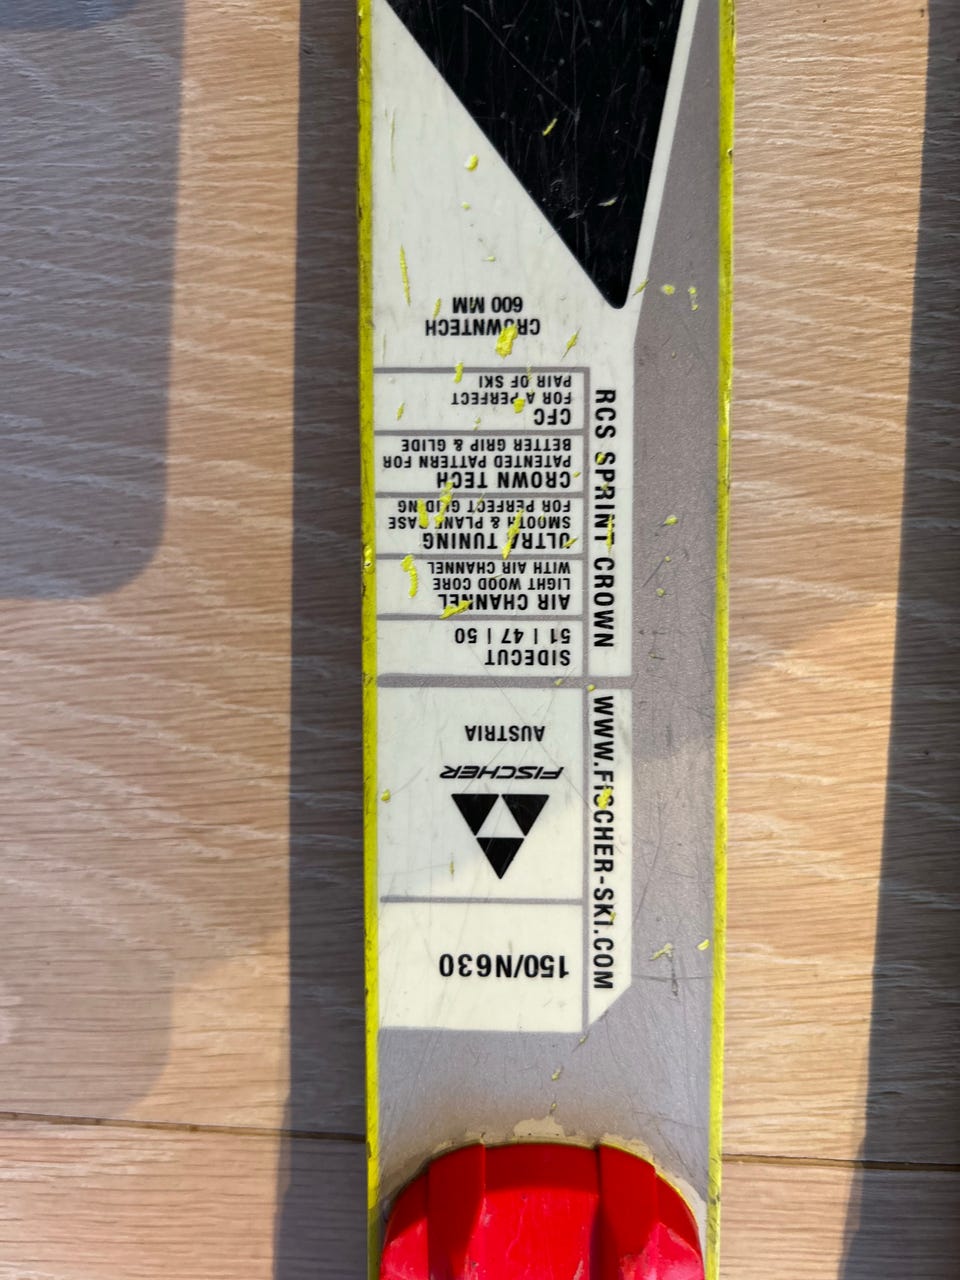 150/N630
FISCHER
AUSTRIA
SIDECUT
51 | 47 | 50
AIR CHANNEL
LIGHT WOOD CORE
WITH AIR CHANNEL
ULTRA TUNING
SMOOTH & PLANE BASE
FOR PERFECT GLIDING
CROWN TECH
PATENTED PATTERN FOR
BETTER GRIP & GLIDE
CFC
FOR A PERFECT
PAIR OF SKI
CROWNTECH
600 MM
RCS SPRINT CROWN
WWW.FISCHER-SKI.COM